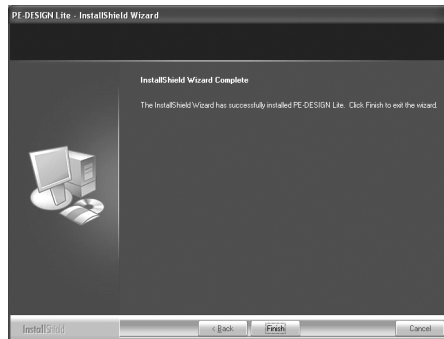 PE-DESIGN Lite - InstallShield Wizard
InstallShield Wizard Complete
The InstallShield Wizard has successfully installed PE-DESIGN Lite. Click Finish to exit the wizard.
InstallShield
< Back
Finish
Cancel